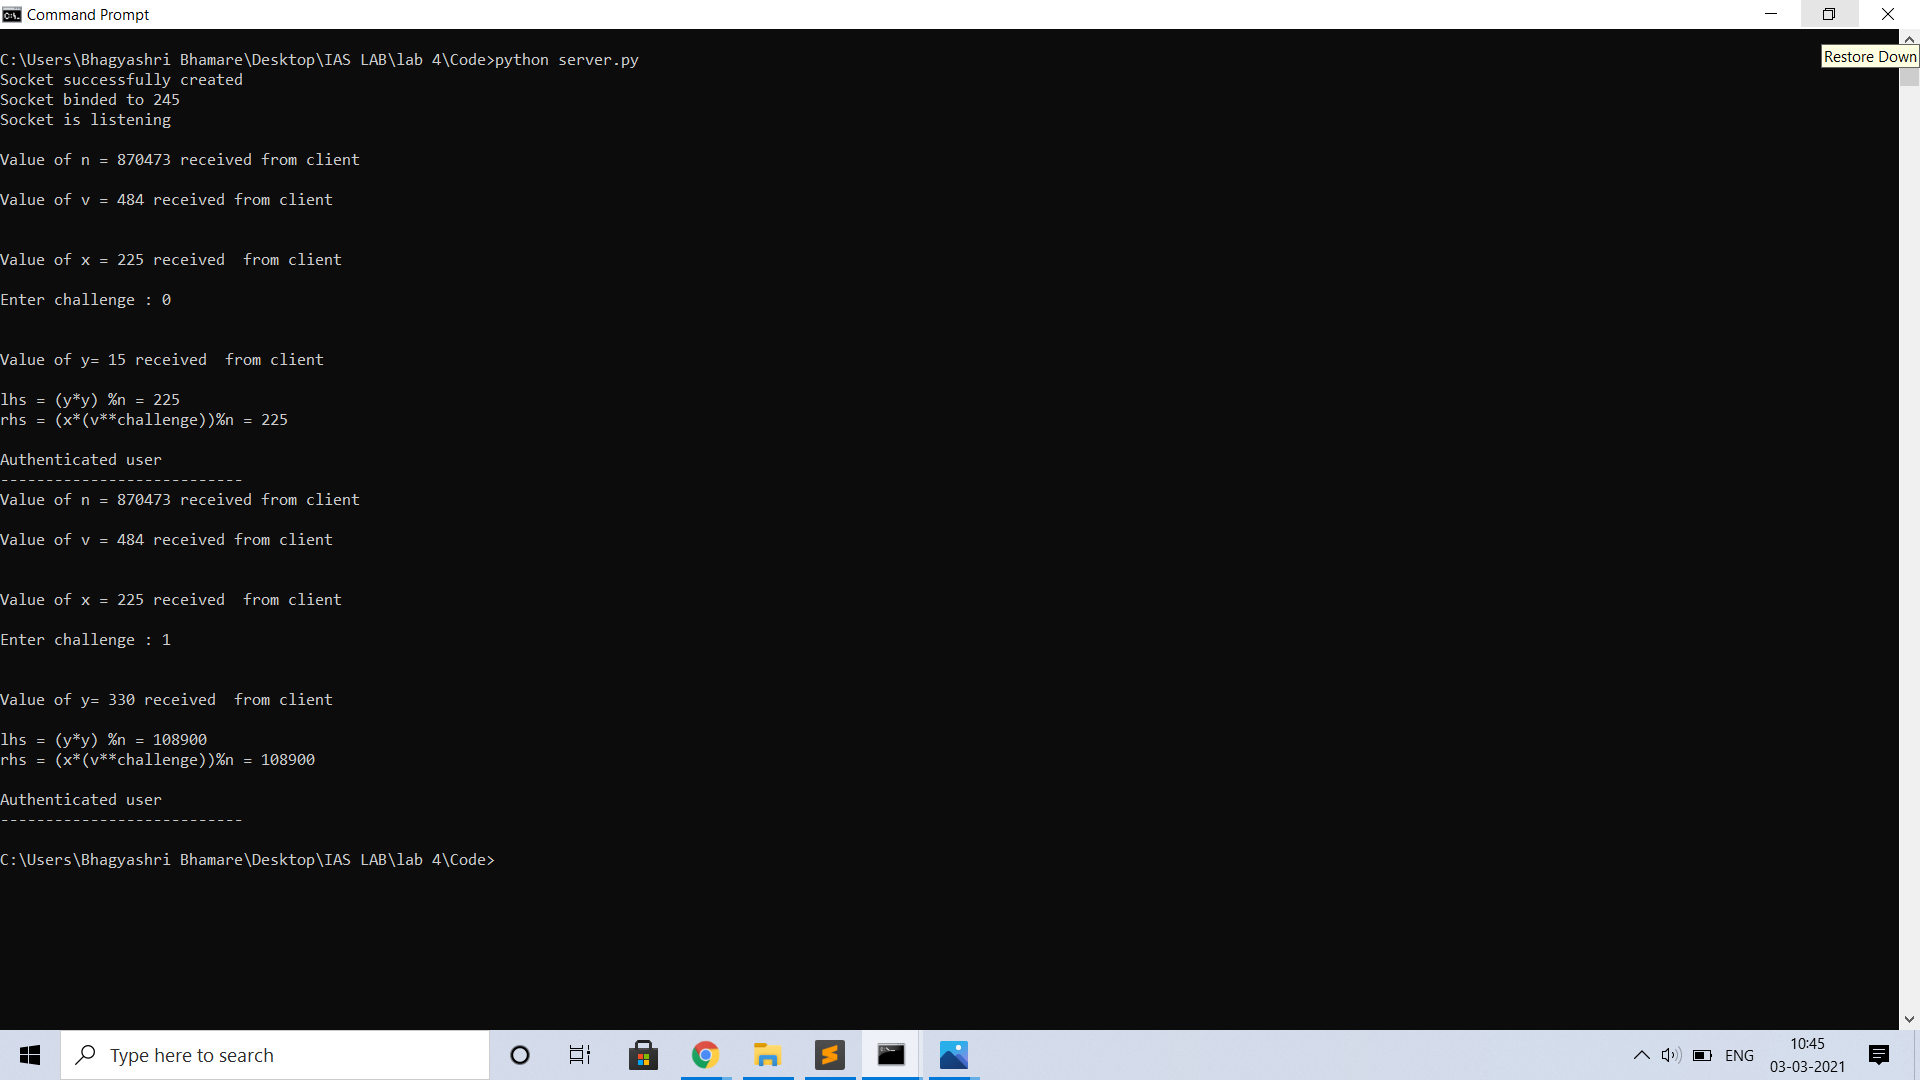 Command Prompt
Restore Down
C:\Users\Bhagyashri Bhamare\Desktop\IAS LAB\lab 4\Code>python server.py
Socket successfully created
Socket binded to 245
Socket is listening
Value of n = 870473 received from client
Value of v = 484 received from client
Value of x = 225 received  from client
Enter challenge : 0
Value of y= 15 received  from client
lhs = (y*y) %n = 225
rhs = (x*(v**challenge))%n = 225
Authenticated user
---------------------------
Value of n = 870473 received from client
Value of v = 484 received from client
Value of x = 225 received  from client
Enter challenge : 1
Value of y= 330 received  from client
lhs = (y*y) %n = 108900
rhs = (x*(v**challenge))%n = 108900
Authenticated user
---------------------------
C:\Users\Bhagyashri Bhamare\Desktop\IAS LAB\lab 4\Code>
Type here to search
ENG
10:45
03-03-2021